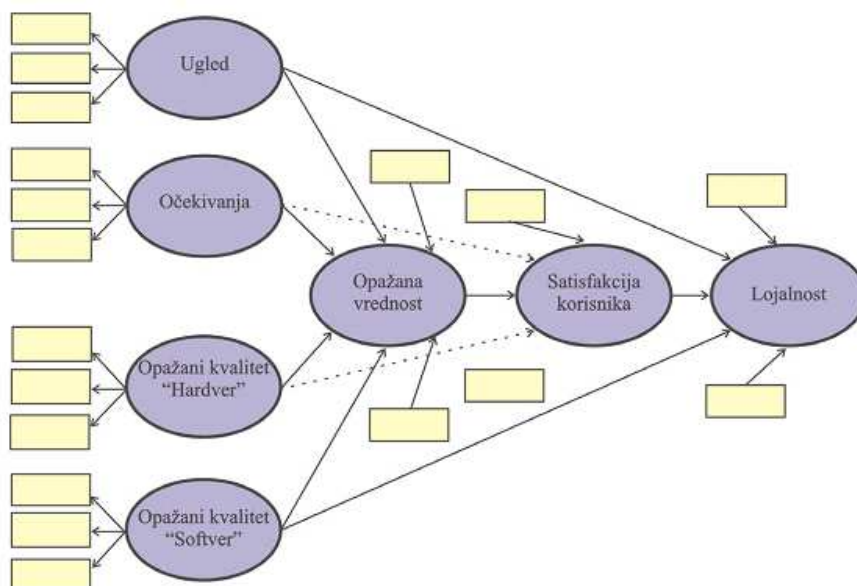 Ugled
Očekivanja
Opažana
vrednost
Satisfakcija
korisnika
Lojalnost
Opažani kvalitet
“Hardver”
Opažani kvalitet
“Softver”